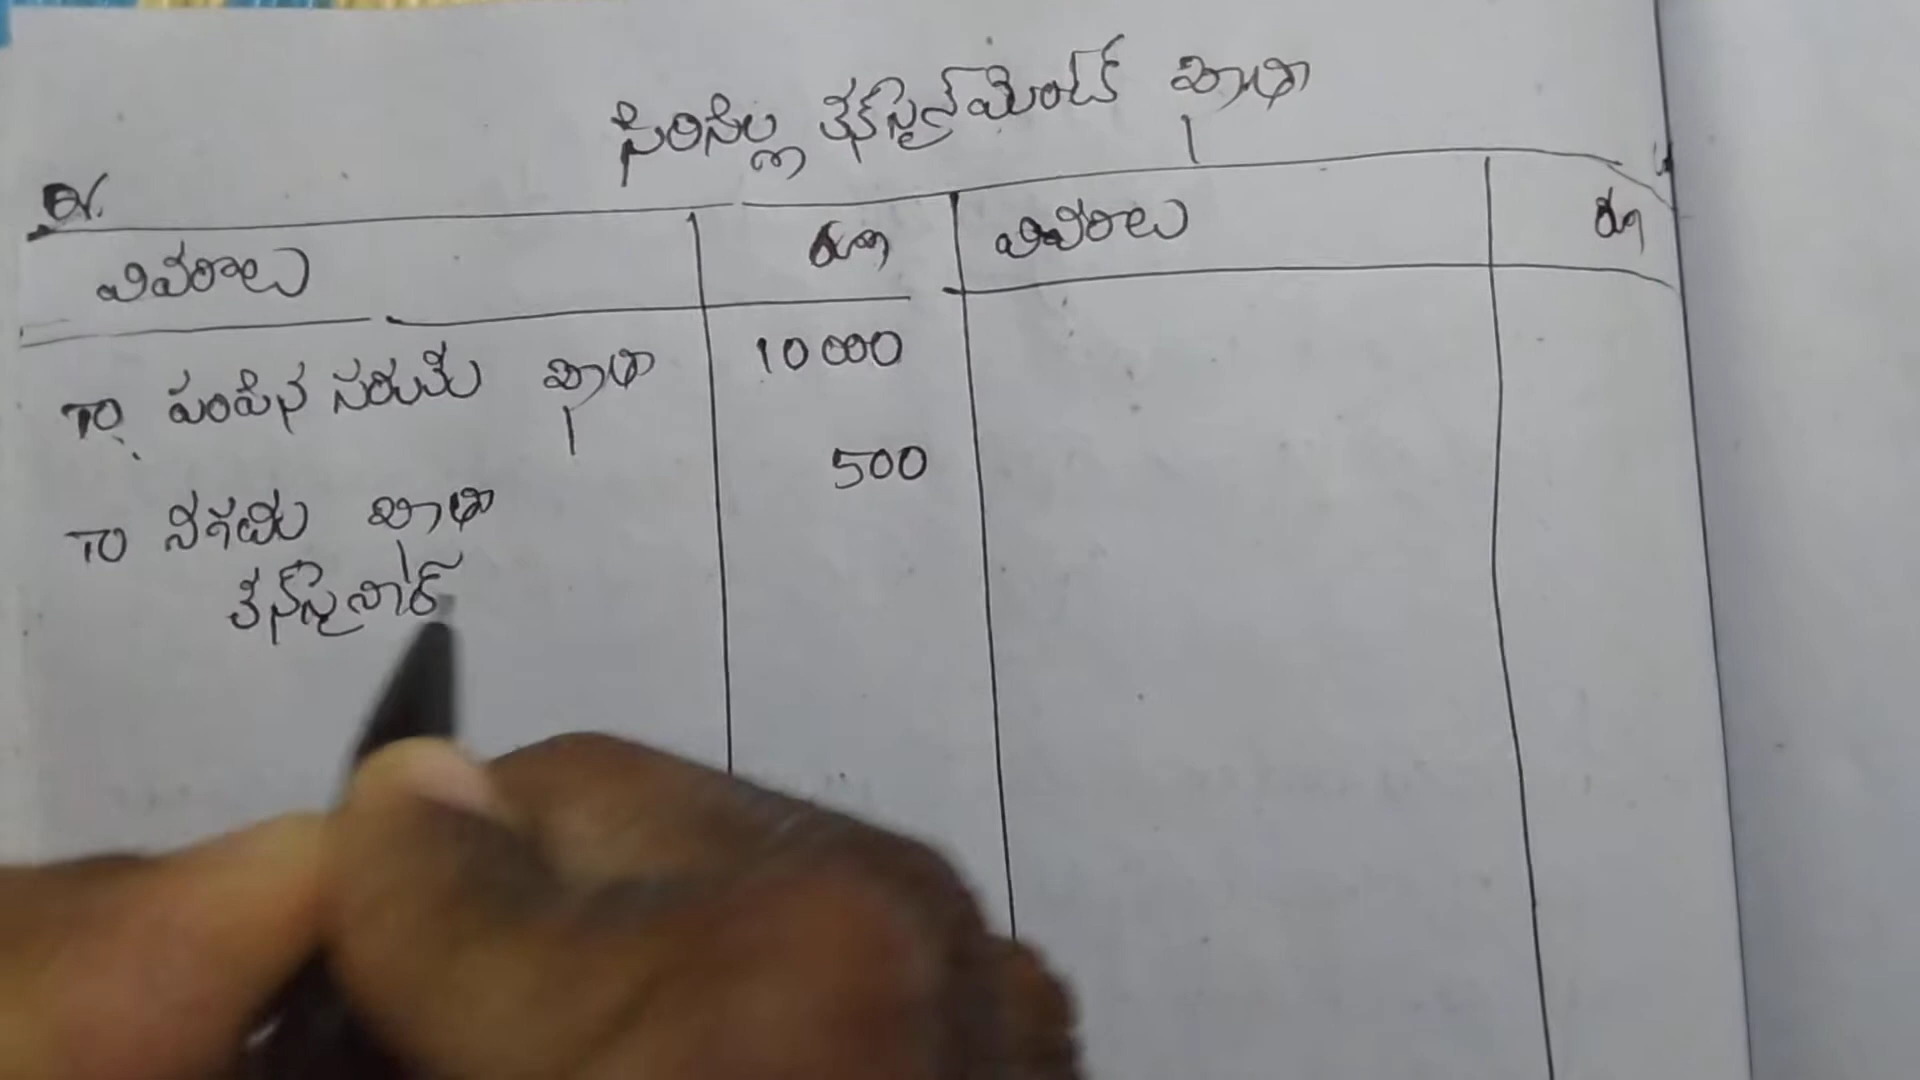 సిరిసిల్ల కన్‌సైన్‌మెంట్ ఖాతా
Dr.
వివరాలు రూ వివరాలు రూ
To పంపిన సరుకు ఖాతా 10000
To నగదు ఖాతా 500
కన్‌సైనార్